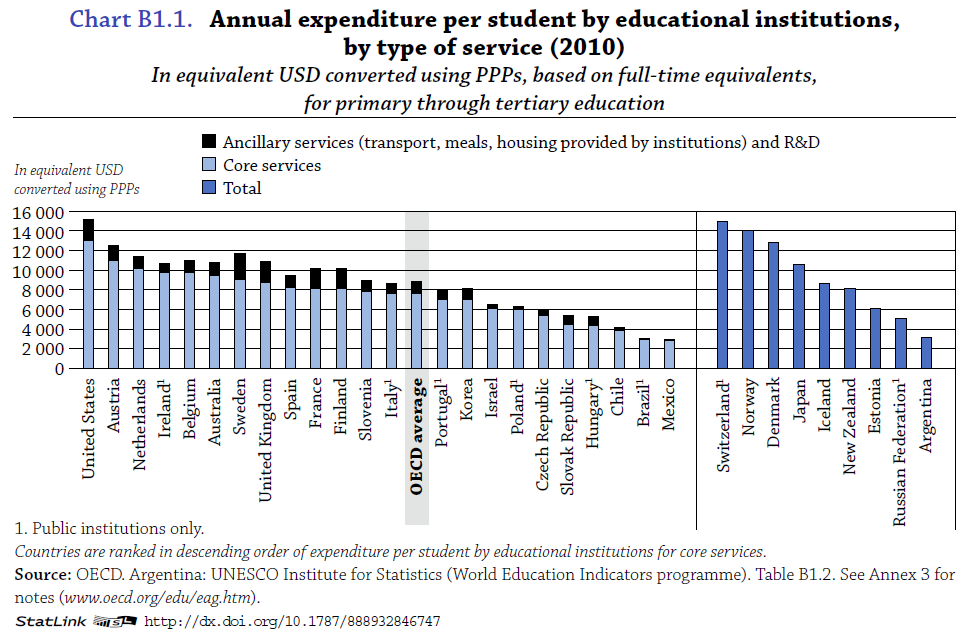 Chart B1.1. Annual expenditure per student by educational institutions,
by type of service (2010)
In equivalent USD converted using PPPs, based on full-time equivalents,
for primary through tertiary education
Ancillary services (transport, meals, housing provided by institutions) and R&D
Core services
Total
In equivalent USD
converted using PPPs
16 000
14 000
12 000
10 000
8 000
6 000
4 000
2 000
0
United States
Austria
Netherlands
Ireland¹
Belgium
Australia
Sweden
United Kingdom
Spain
France
Finland
Slovenia
Italy¹
OECD average
Portugal¹
Korea
Israel
Poland¹
Czech Republic
Slovak Republic
Hungary¹
Chile
Brazil¹
Mexico
Switzerland¹
Norway
Denmark
Japan
Iceland
New Zealand
Estonia
Russian Federation¹
Argentina
1. Public institutions only.
Countries are ranked in descending order of expenditure per student by educational institutions for core services.
Source: OECD. Argentina: UNESCO Institute for Statistics (World Education Indicators programme). Table B1.2. See Annex 3 for
notes (www.oecd.org/edu/eag.htm).
StatLink http://dx.doi.org/10.1787/888932846747